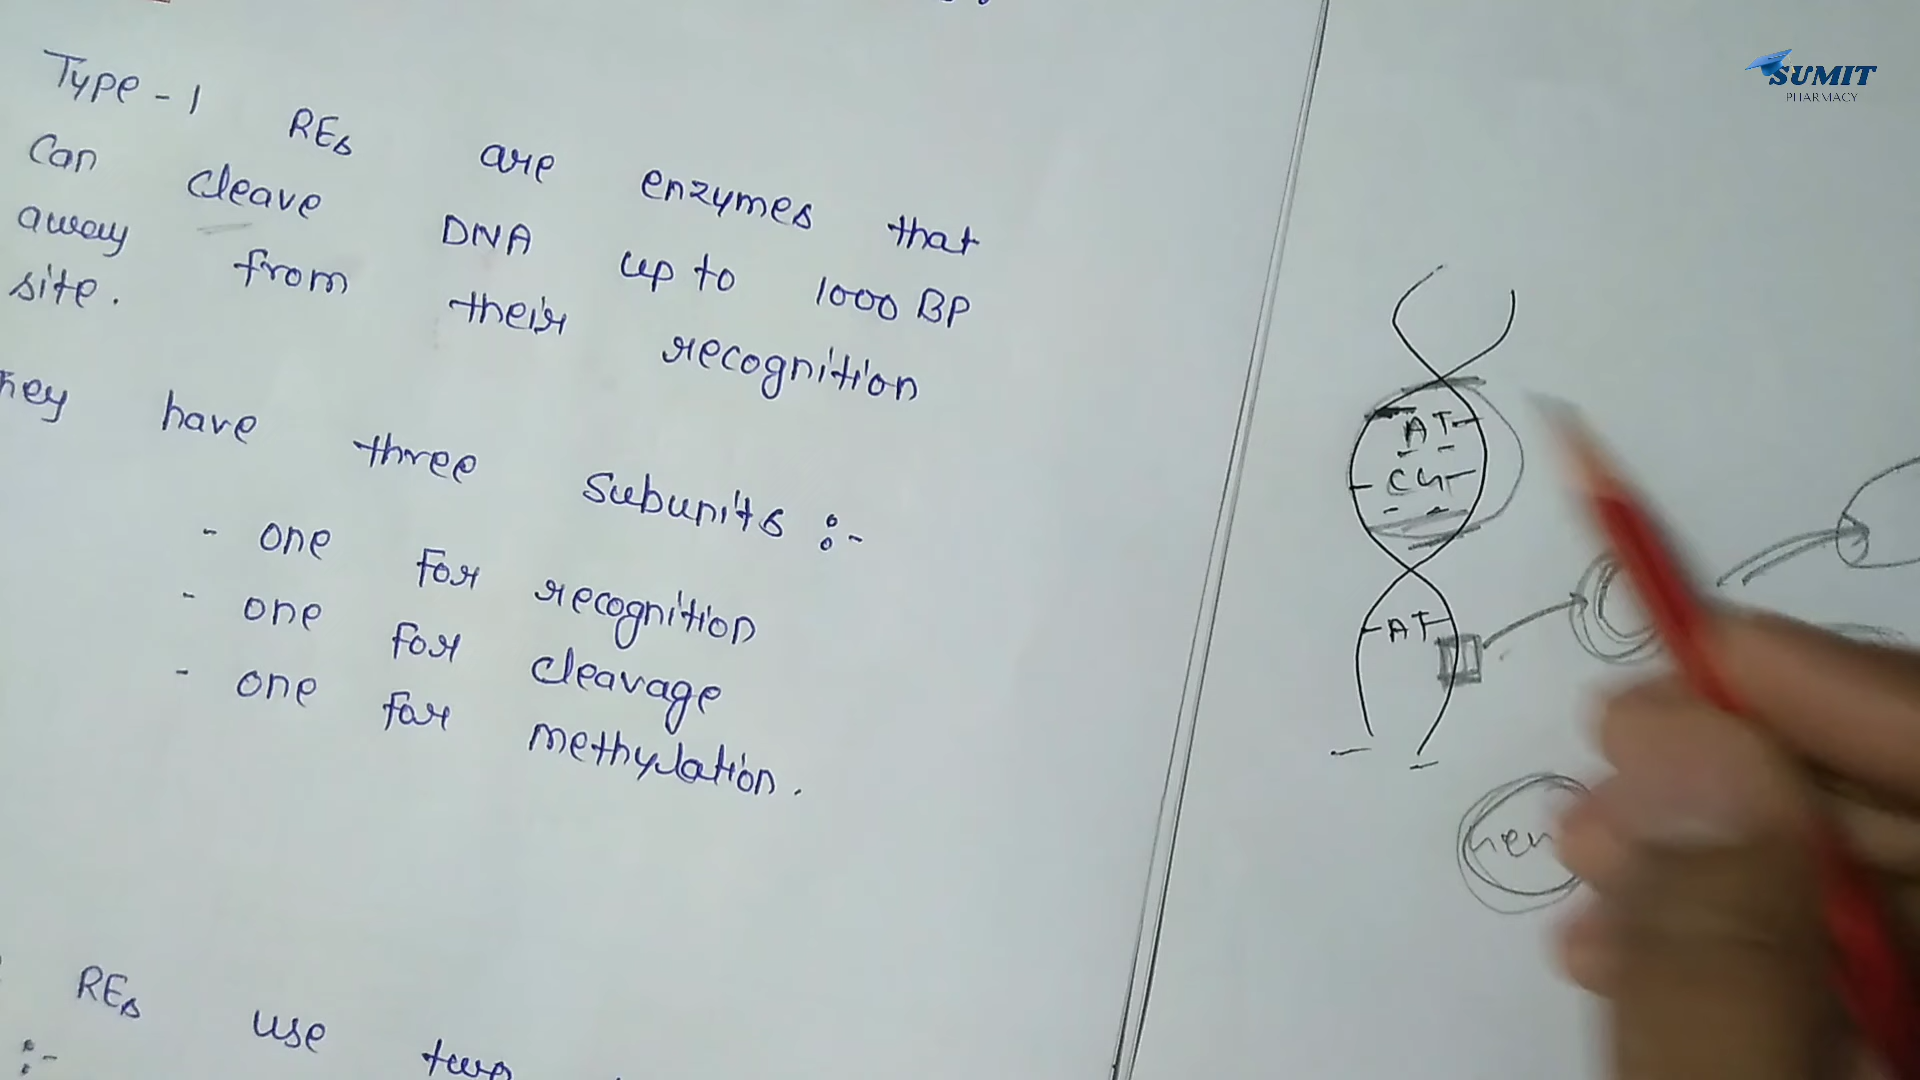 Type - 1 REs are enzymes that
can cleave DNA up to 1000 BP
away from their recognition
site.
hey have three subunits :-
- one for recognition
- one for cleavage
- one for methylation.
REs use two
:-
AT
CG
AT
SUMIT
PHARMACY